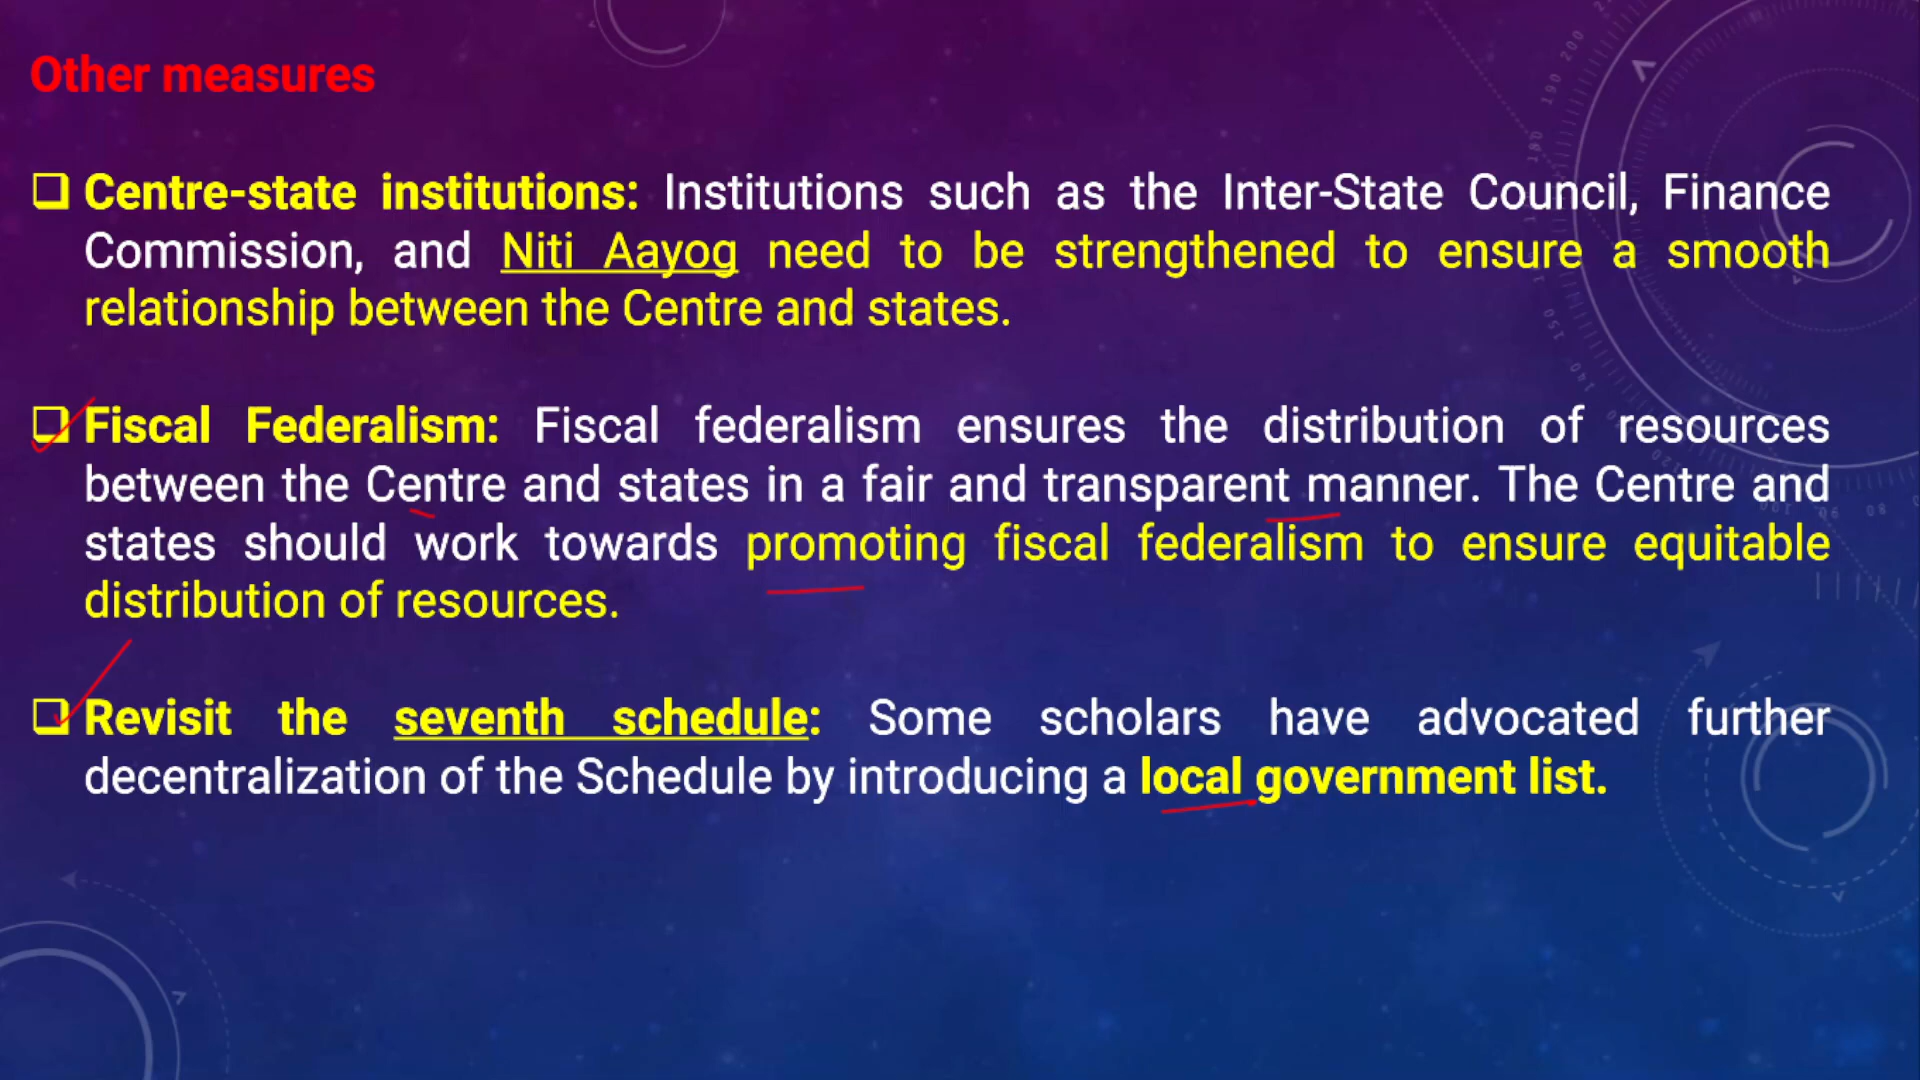 Other measures
❑ Centre-state institutions: Institutions such as the Inter-State Council, Finance
Commission, and Niti Aayog need to be strengthened to ensure a smooth
relationship between the Centre and states.
❑ Fiscal Federalism: Fiscal federalism ensures the distribution of resources
between the Centre and states in a fair and transparent manner. The Centre and
states should work towards promoting fiscal federalism to ensure equitable
distribution of resources.
❑ Revisit the seventh schedule: Some scholars have advocated further
decentralization of the Schedule by introducing a local government list.